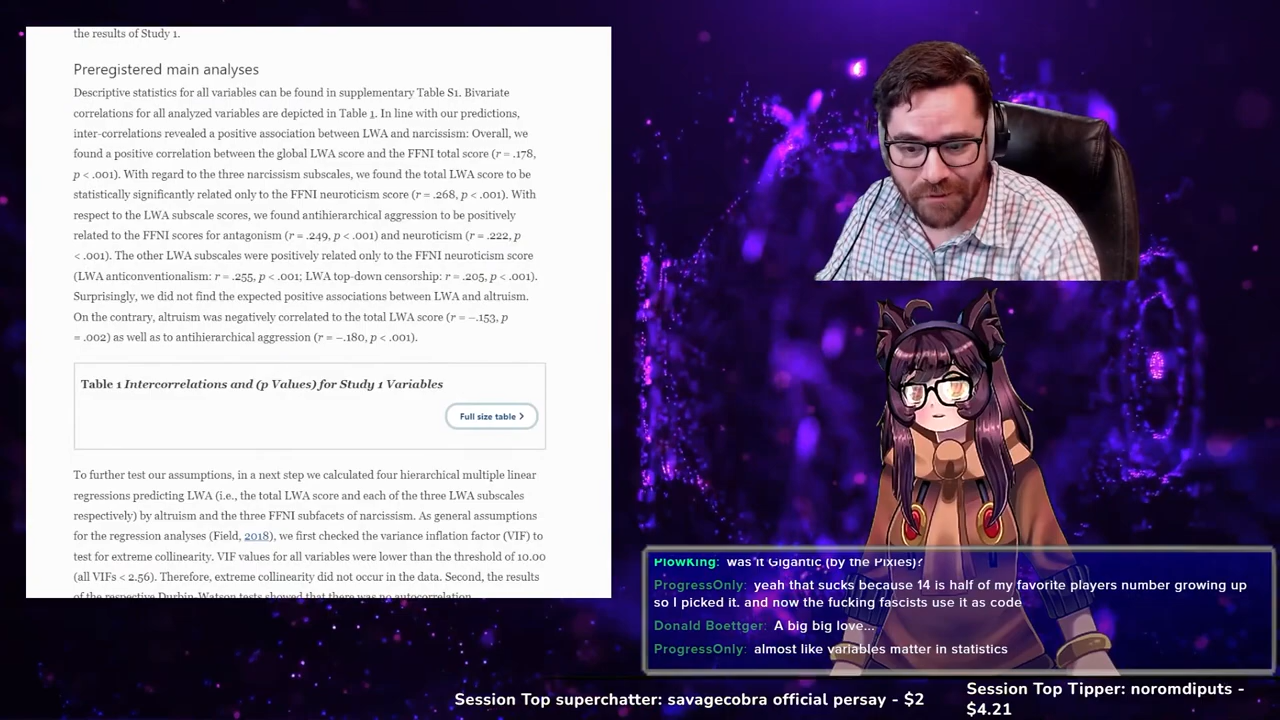 the results of Study 1.
Preregistered main analyses
Descriptive statistics for all variables can be found in supplementary Table S1. Bivariate
correlations for all analyzed variables are depicted in Table 1. In line with our predictions,
inter-correlations revealed a positive association between LWA and narcissism: Overall, we
found a positive correlation between the global LWA score and the FFNI total score (r = .178,
p < .001). With regard to the three narcissism subscales, we found the total LWA score to be
statistically significantly related only to the FFNI neuroticism score (r = .268, p < .001). With
respect to the LWA subscale scores, we found antihierarchical aggression to be positively
related to the FFNI scores for antagonism (r = .249, p < .001) and neuroticism (r = .222, p
< .001). The other LWA subscales were positively related only to the FFNI neuroticism score
(LWA anticonventionalism: r = .255, p < .001; LWA top-down censorship: r = .205, p < .001).
Surprisingly, we did not find the expected positive associations between LWA and altruism.
On the contrary, altruism was negatively correlated to the total LWA score (r = −.153, p
= .002) as well as to antihierarchical aggression (r = −.180, p < .001).
Table 1 Intercorrelations and (p Values) for Study 1 Variables
Full size table >
To further test our assumptions, in a next step we calculated four hierarchical multiple linear
regressions predicting LWA (i.e., the total LWA score and each of the three LWA subscales
respectively) by altruism and the three FFNI subfacets of narcissism. As general assumptions
for the regression analyses (Field, 2018), we first checked the variance inflation factor (VIF) to
test for extreme collinearity. VIF values for all variables were lower than the threshold of 10.00
(all VIFs < 2.56). Therefore, extreme collinearity did not occur in the data. Second, the results
of the respective Durbin-Watson tests showed that there was no autocorrelation
PlowKing: was it Gigantic (by the Pixies)?
ProgressOnly: yeah that sucks because 14 is half of my favorite players number growing up
so I picked it. and now the fucking fascists use it as code
Donald Boettger: A big big love...
ProgressOnly: almost like variables matter in statistics
Session Top superchatter: savagecobra official persay - $2
Session Top Tipper: noromdiputs -
$4.21